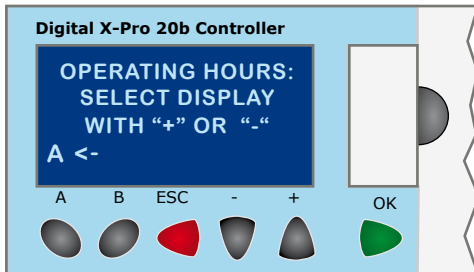 Digital X-Pro 20b Controller
OPERATING HOURS:
SELECT DISPLAY
WITH “+” OR “-“
A <-
A B ESC - + OK